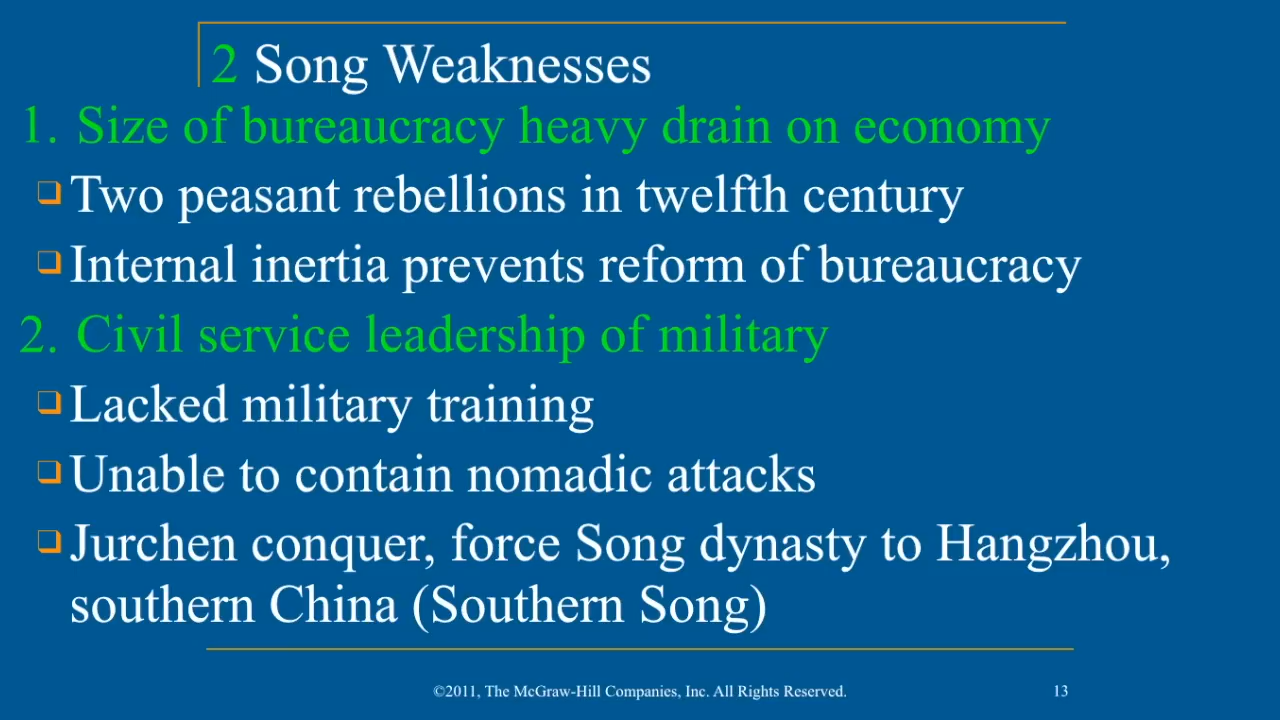 2 Song Weaknesses
1. Size of bureaucracy heavy drain on economy
❑ Two peasant rebellions in twelfth century
❑ Internal inertia prevents reform of bureaucracy
2. Civil service leadership of military
❑ Lacked military training
❑ Unable to contain nomadic attacks
❑ Jurchen conquer, force Song dynasty to Hangzhou,
southern China (Southern Song)
©2011, The McGraw-Hill Companies, Inc. All Rights Reserved.
13